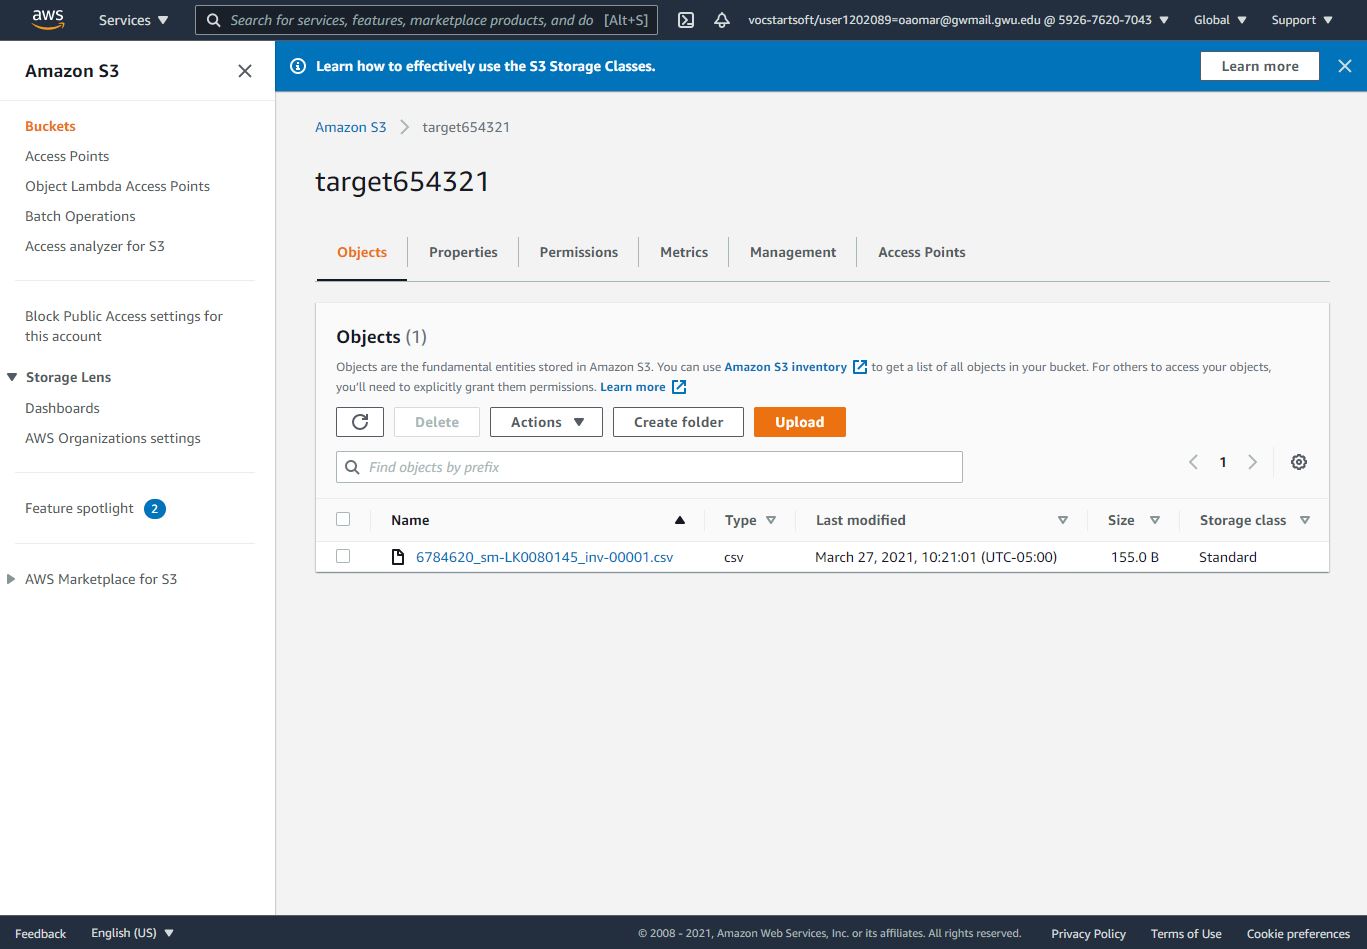 aws
Services
Search for services, features, marketplace products, and do [Alt+S]
vocstartsoft/user1202089=oaomar@gwmail.gwu.edu @ 5926-7620-7043
Global
Support
Amazon S3
Buckets
Access Points
Object Lambda Access Points
Batch Operations
Access analyzer for S3
Block Public Access settings for
this account
Storage Lens
Dashboards
AWS Organizations settings
Feature spotlight 2
AWS Marketplace for S3
Learn how to effectively use the S3 Storage Classes.
Learn more
Amazon S3 target654321
target654321
Objects Properties Permissions Metrics Management Access Points
Objects (1)
Objects are the fundamental entities stored in Amazon S3. You can use Amazon S3 inventory to get a list of all objects in your bucket. For others to access your objects,
you'll need to explicitly grant them permissions. Learn more
Delete Actions Create folder Upload
Find objects by prefix
1
Name Type Last modified Size Storage class
6784620_sm-LK0080145_inv-00001.csv csv March 27, 2021, 10:21:01 (UTC-05:00) 155.0 B Standard
Feedback English (US) © 2008 - 2021, Amazon Web Services, Inc. or its affiliates. All rights reserved. Privacy Policy Terms of Use Cookie preferences